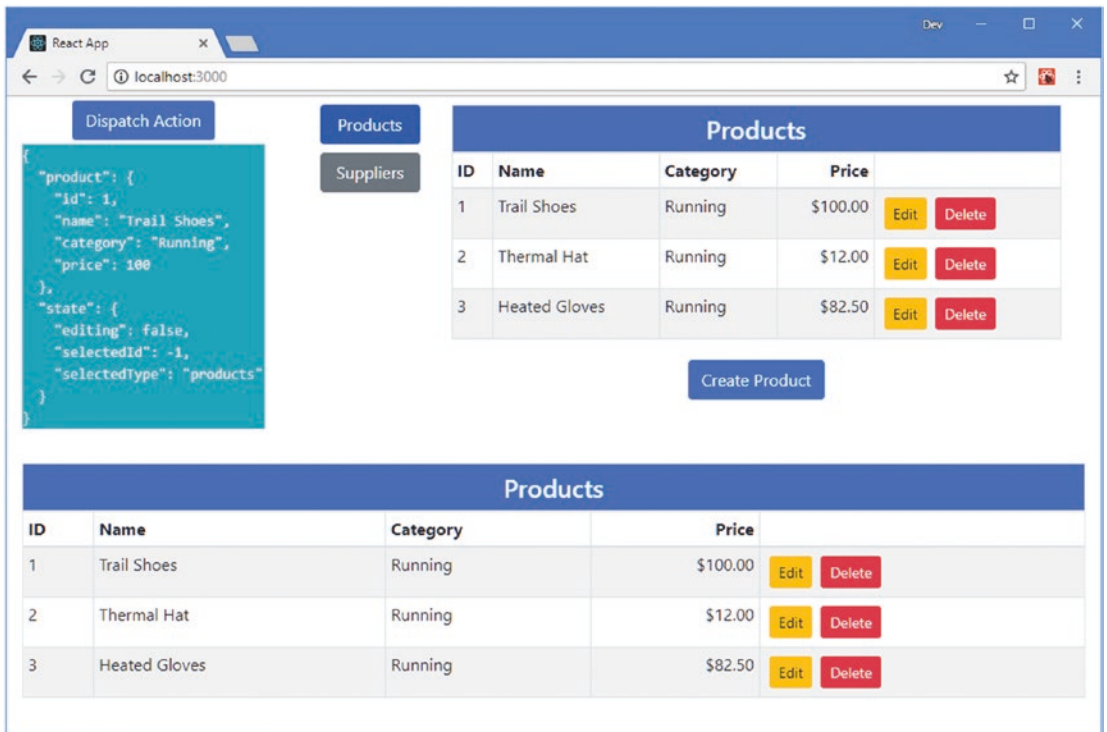 Dev
React App
localhost:3000
Dispatch Action
{
"product": {
"id": 1,
"name": "Trail Shoes",
"category": "Running",
"price": 100
},
"state": {
"editing": false,
"selectedId": -1,
"selectedType": "products"
}
}
Products
Suppliers
Products
ID Name Category Price
1 Trail Shoes Running $100.00 Edit Delete
2 Thermal Hat Running $12.00 Edit Delete
3 Heated Gloves Running $82.50 Edit Delete
Create Product
Products
ID Name Category Price
1 Trail Shoes Running $100.00 Edit Delete
2 Thermal Hat Running $12.00 Edit Delete
3 Heated Gloves Running $82.50 Edit Delete